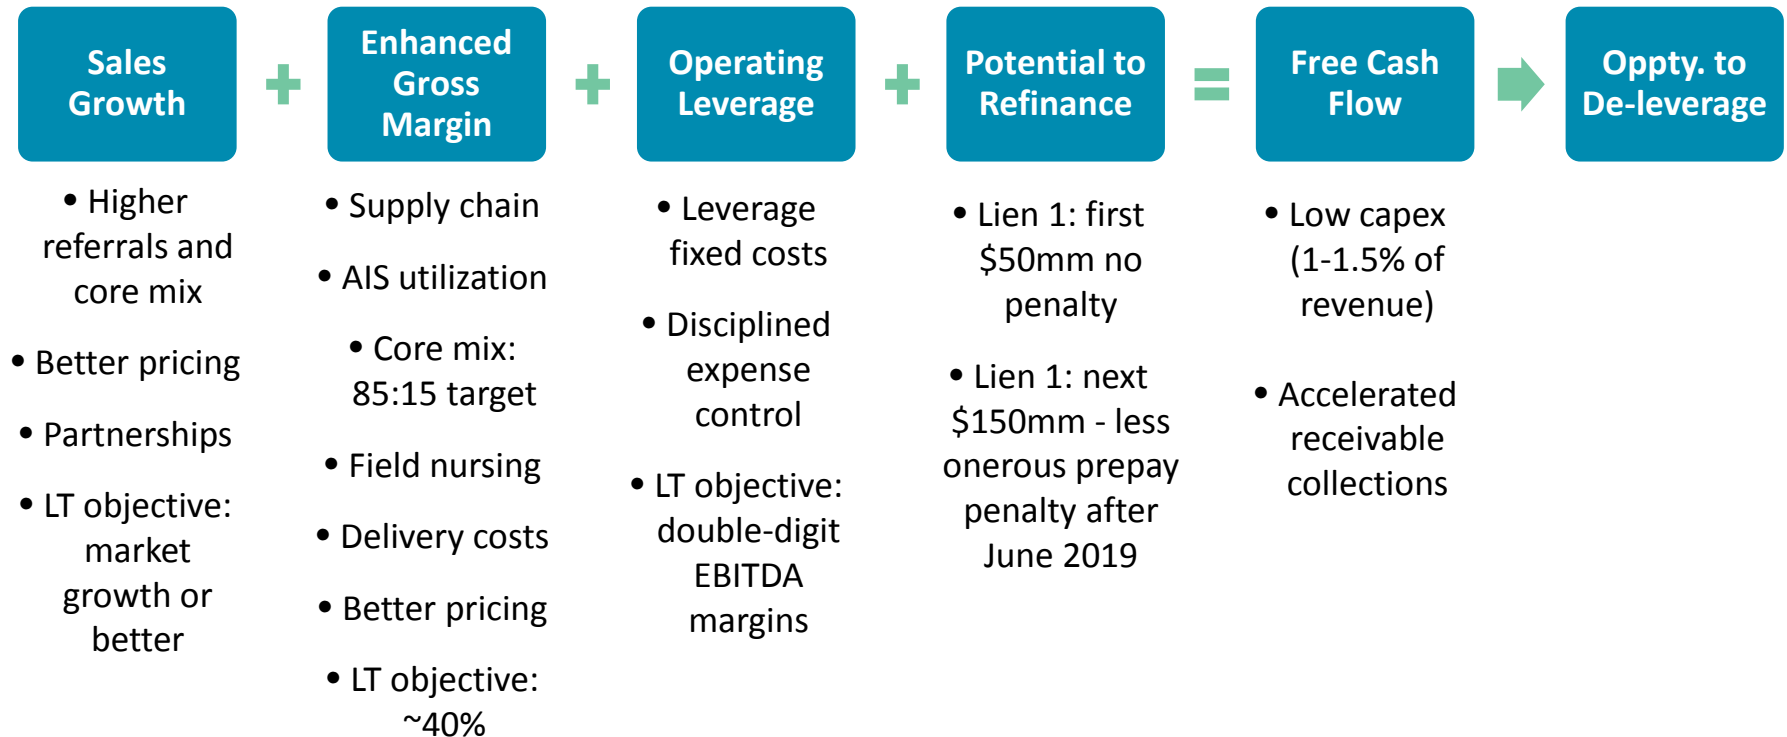 Sales
Growth
Enhanced
Gross
Margin
Operating
Leverage
Potential to
Refinance
Free Cash
Flow
Oppty. to
De-leverage
• Higher
referrals and
core mix
• Better pricing
• Partnerships
• LT objective:
market
growth or
better
• Supply chain
• AIS utilization
• Core mix:
85:15 target
• Field nursing
• Delivery costs
• Better pricing
• LT objective:
~40%
• Leverage
fixed costs
• Disciplined
expense
control
• LT objective:
double-digit
EBITDA
margins
• Lien 1: first
$50mm no
penalty
• Lien 1: next
$150mm - less
onerous prepay
penalty after
June 2019
• Low capex
(1-1.5% of
revenue)
• Accelerated
receivable
collections